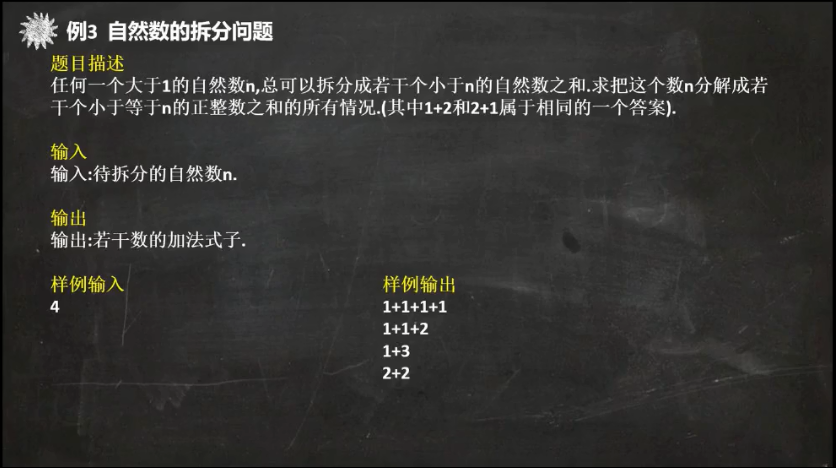 例3 自然数的拆分问题
题目描述
任何一个大于1的自然数n,总可以拆分成若干个小于n的自然数之和.求把这个数n分解成若
干个小于等于n的正整数之和的所有情况.(其中1+2和2+1属于相同的一个答案).
输入
输入:待拆分的自然数n.
输出
输出:若干数的加法式子.
样例输入
4
样例输出
1+1+1+1
1+1+2
1+3
2+2